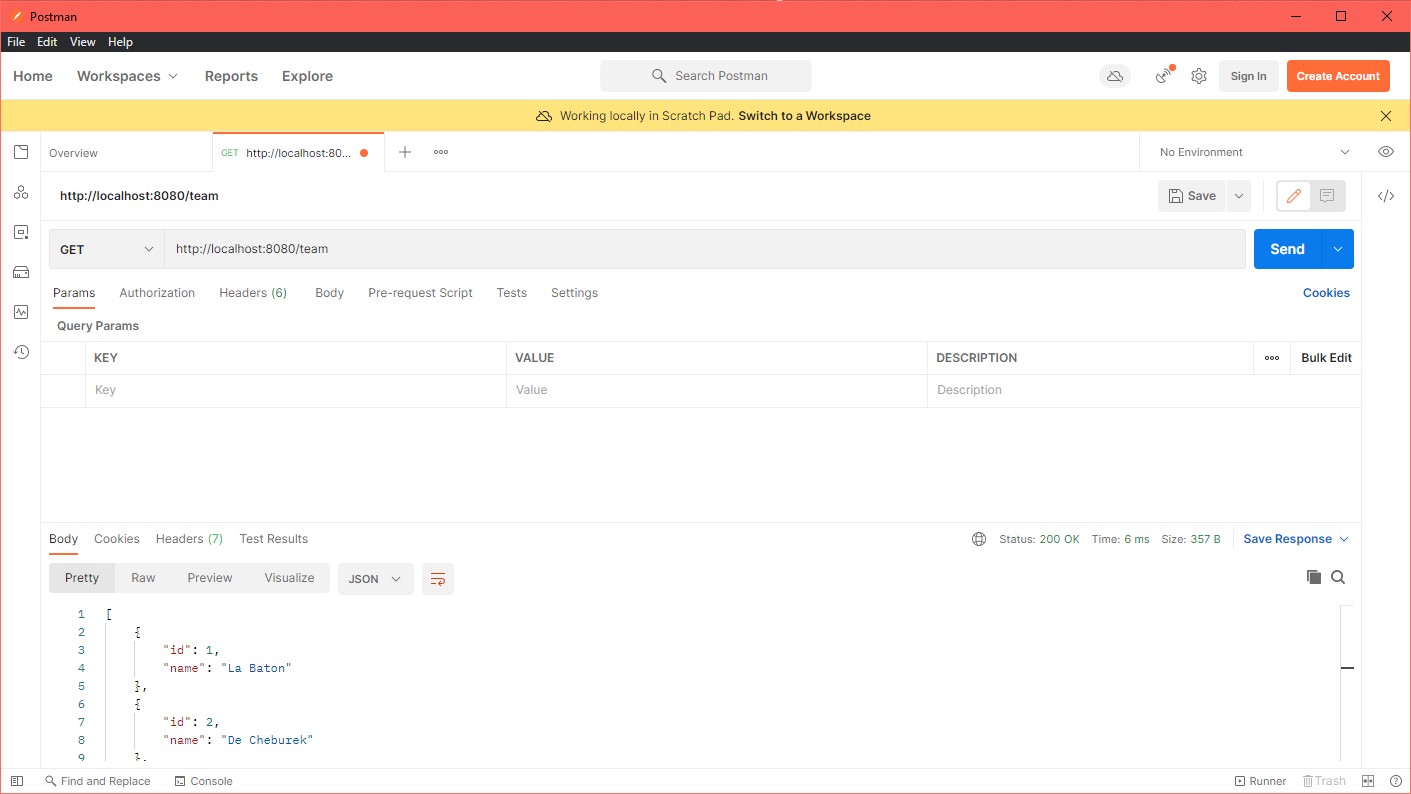 Postman
File Edit View Help
Home Workspaces Reports Explore Search Postman Sign In Create Account
Working locally in Scratch Pad. Switch to a Workspace
Overview GET http://localhost:80... No Environment
http://localhost:8080/team Save
GET http://localhost:8080/team Send
Params Authorization Headers (6) Body Pre-request Script Tests Settings Cookies
Query Params
KEY VALUE DESCRIPTION Bulk Edit
Key Value Description
Body Cookies Headers (7) Test Results Status: 200 OK Time: 6 ms Size: 357 B Save Response
Pretty Raw Preview Visualize JSON
1 [
2 {
3 "id": 1,
4 "name": "La Baton"
5 },
6 {
7 "id": 2,
8 "name": "De Cheburek"
9 },
Find and Replace Console Runner Trash